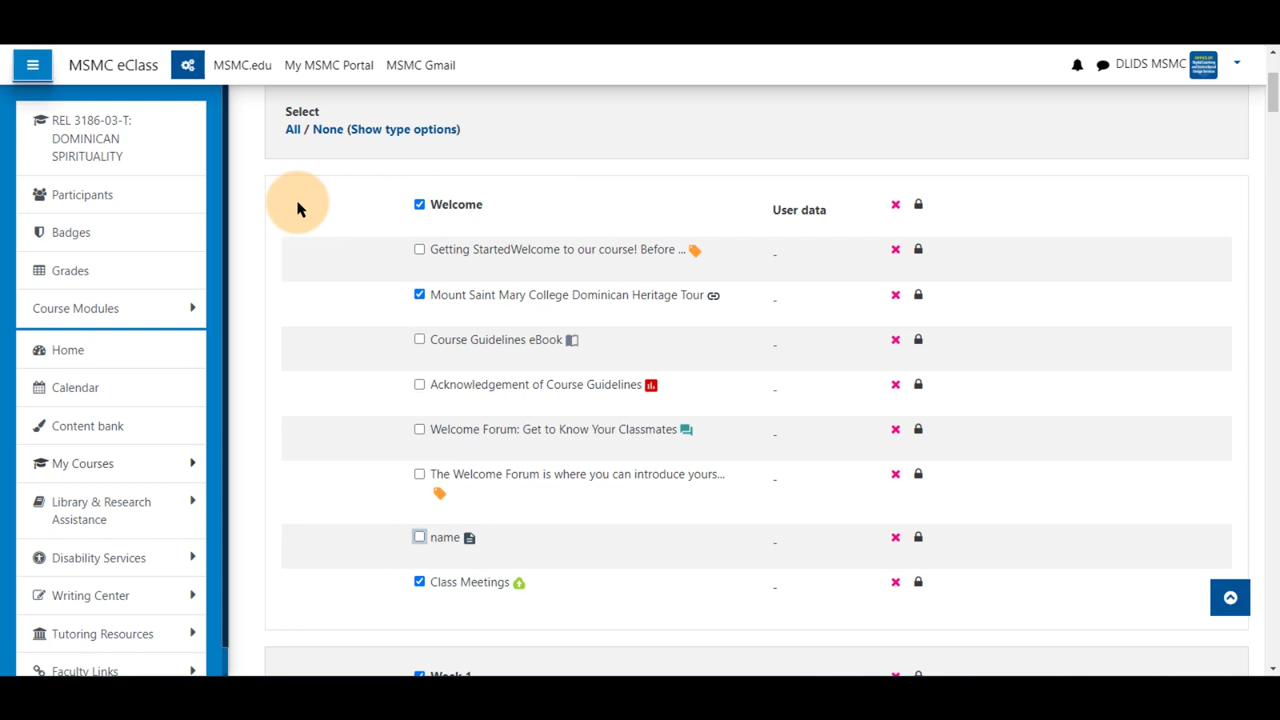 MSMC eClass MSMC.edu My MSMC Portal MSMC Gmail DLIDS MSMC
REL 3186-03-T:
DOMINICAN
SPIRITUALITY
Participants
Badges
Grades
Course Modules
Home
Calendar
Content bank
My Courses
Library & Research
Assistance
Disability Services
Writing Center
Tutoring Resources
Faculty Links
Select
All / None (Show type options)
Welcome User data
Getting StartedWelcome to our course! Before ... -
Mount Saint Mary College Dominican Heritage Tour -
Course Guidelines eBook -
Acknowledgement of Course Guidelines -
Welcome Forum: Get to Know Your Classmates -
The Welcome Forum is where you can introduce yours... -
name -
Class Meetings -
Week 1